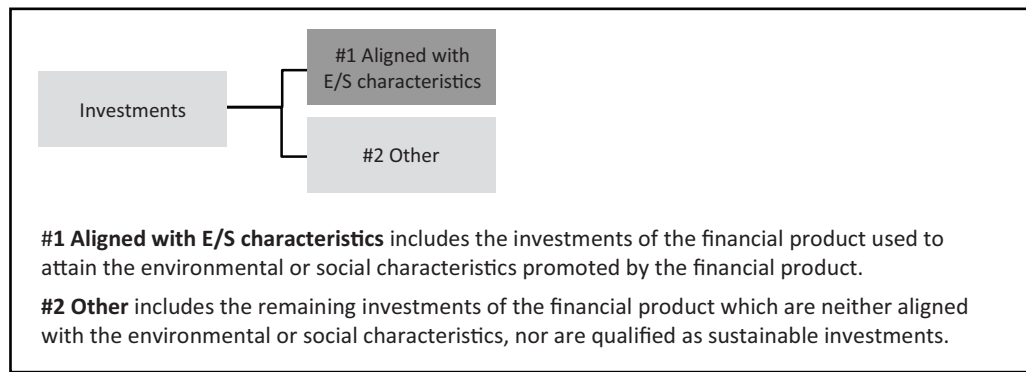 #1 Aligned with
E/S characteristics
Investments
#2 Other
#1 Aligned with E/S characteristics includes the investments of the financial product used to
attain the environmental or social characteristics promoted by the financial product.
#2 Other includes the remaining investments of the financial product which are neither aligned
with the environmental or social characteristics, nor are qualified as sustainable investments.